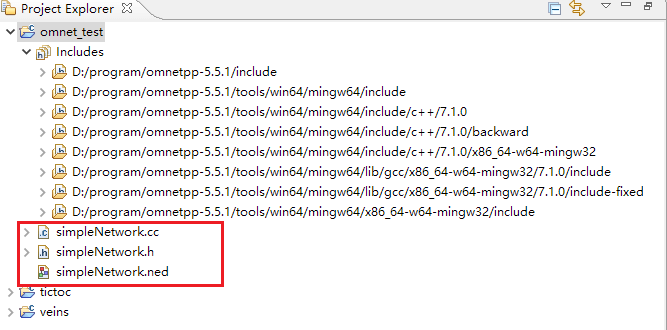 Project Explorer
omnet_test
Includes
D:/program/omnetpp-5.5.1/include
D:/program/omnetpp-5.5.1/tools/win64/mingw64/include
D:/program/omnetpp-5.5.1/tools/win64/mingw64/include/c++/7.1.0
D:/program/omnetpp-5.5.1/tools/win64/mingw64/include/c++/7.1.0/backward
D:/program/omnetpp-5.5.1/tools/win64/mingw64/include/c++/7.1.0/x86_64-w64-mingw32
D:/program/omnetpp-5.5.1/tools/win64/mingw64/lib/gcc/x86_64-w64-mingw32/7.1.0/include
D:/program/omnetpp-5.5.1/tools/win64/mingw64/lib/gcc/x86_64-w64-mingw32/7.1.0/include-fixed
D:/program/omnetpp-5.5.1/tools/win64/mingw64/x86_64-w64-mingw32/include
simpleNetwork.cc
simpleNetwork.h
simpleNetwork.ned
tictoc
veins